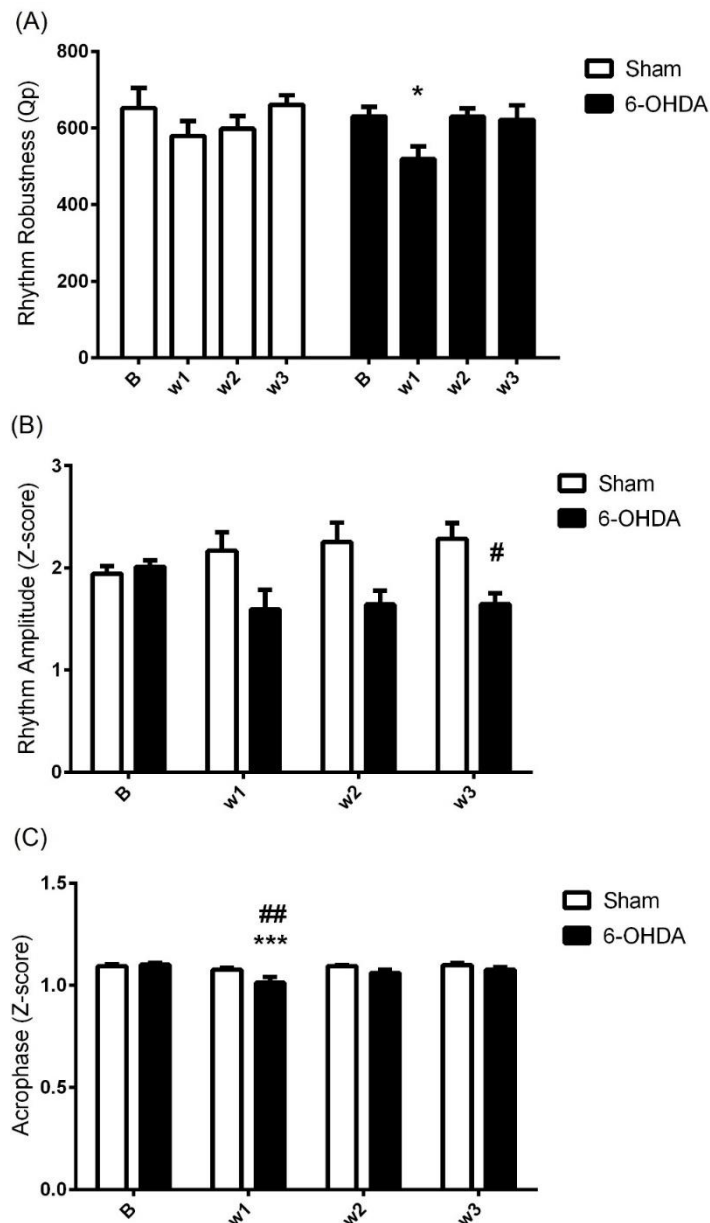 (A)
Rhythm Robustness (Qp)
800
600
400
200
0
*
B
w1
w2
w3
B
w1
w2
w3
Sham
6-OHDA
(B)
Rhythm Amplitude (Z-score)
3
2
1
0
#
B
w1
w2
w3
Sham
6-OHDA
(C)
Acrophase (Z-score)
1.5
1.0
0.5
0.0
##
***
B
w1
w2
w3
Sham
6-OHDA